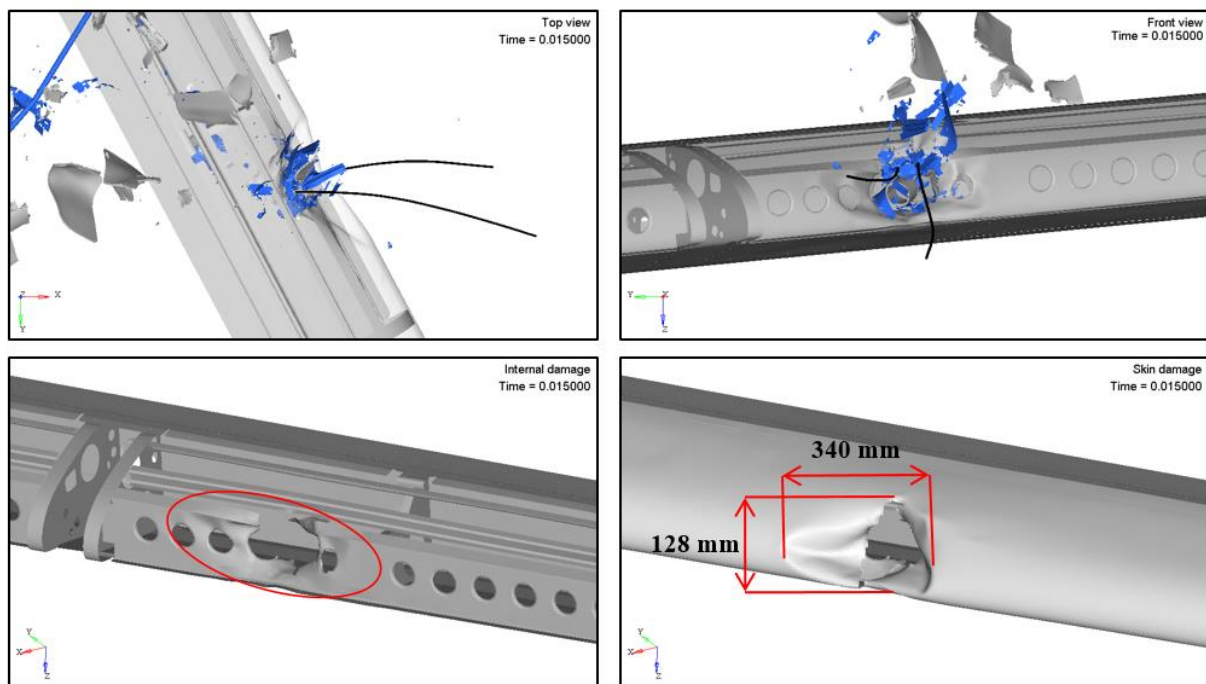 Top view
Time = 0.015000
Z
X
Y
Front view
Time = 0.015000
Y
X
Z
Internal damage
Time = 0.015000
Y
X
Z
Skin damage
Time = 0.015000
340 mm
128 mm
Y
X
Z